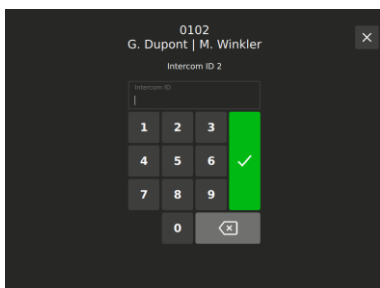 0102
G. Dupont | M. Winkler
Intercom ID 2
Intercom ID
1 2 3
4 5 6
7 8 9
0